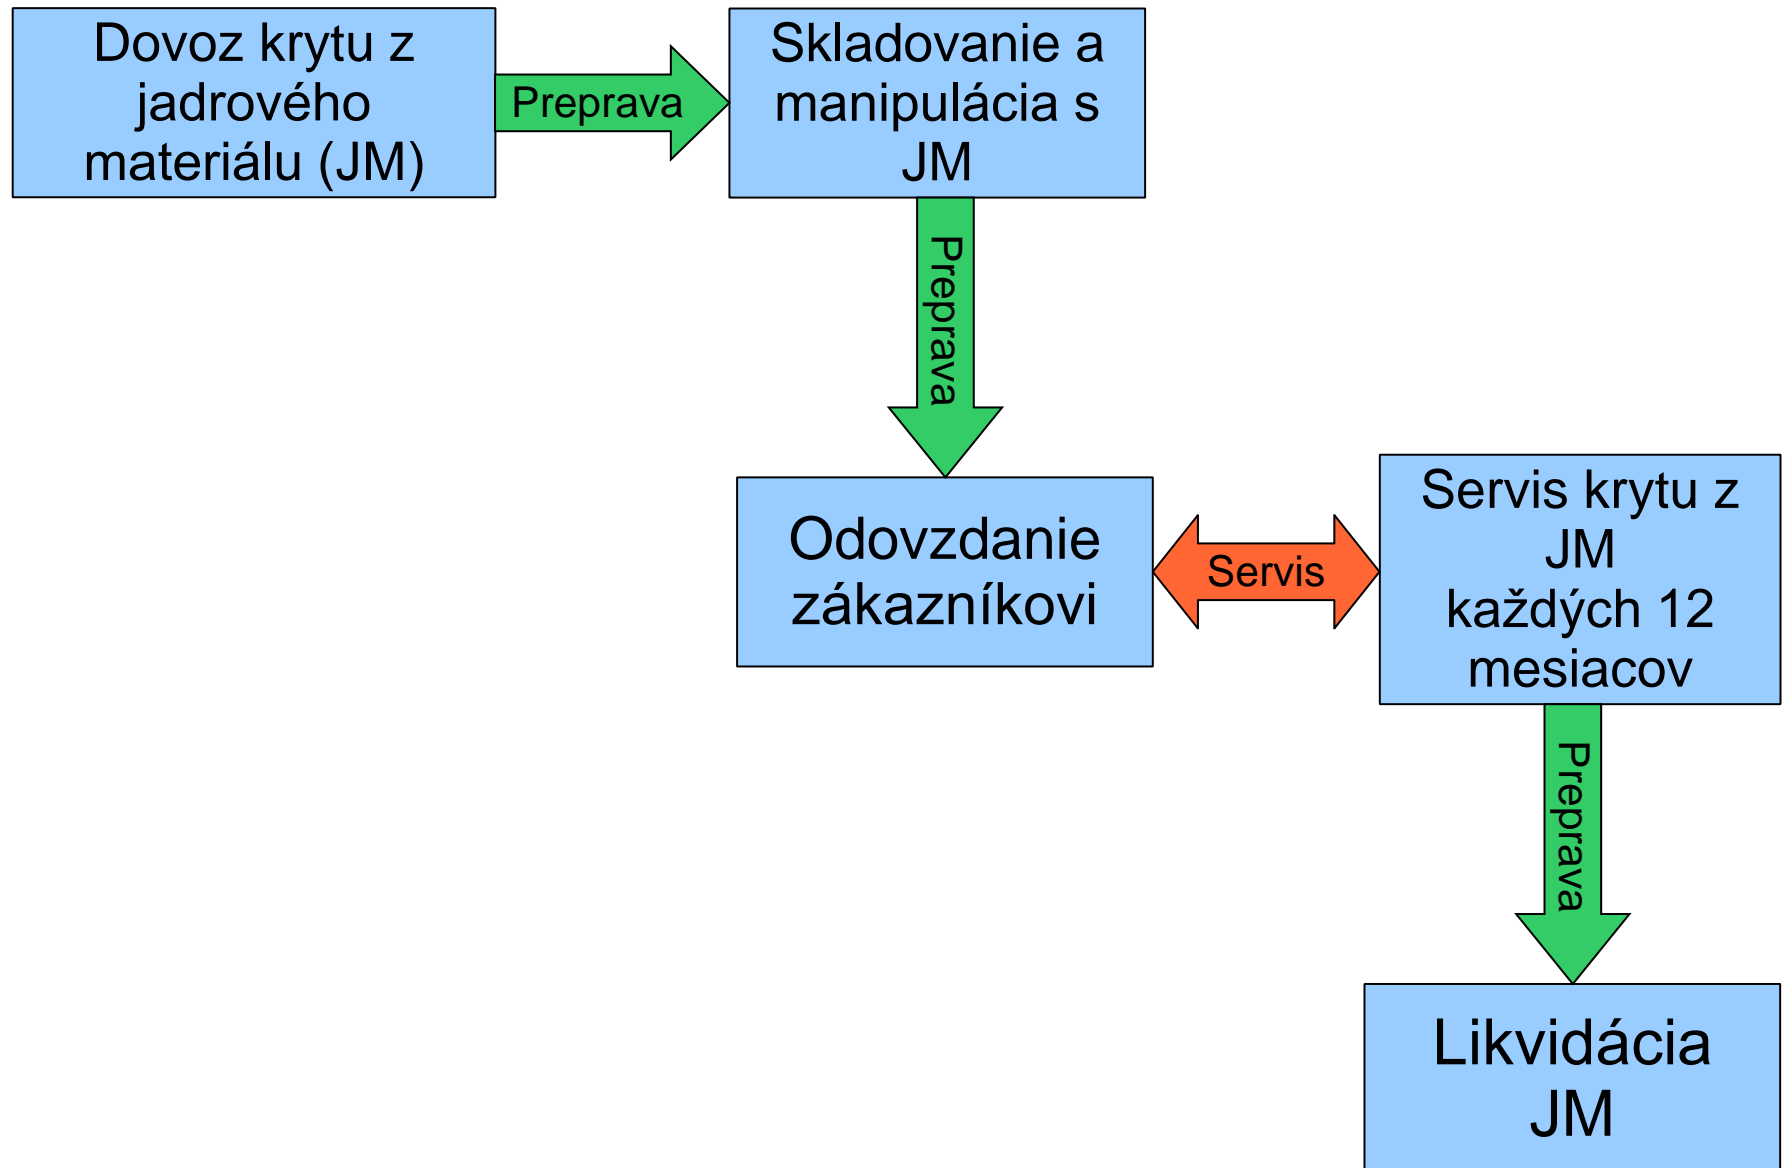 Dovoz krytu z
jadrového
materiálu (JM)
Preprava
Skladovanie a
manipulácia s
JM
Preprava
Odovzdanie
zákazníkovi
Servis
Servis krytu z
JM
každých 12
mesiacov
Preprava
Likvidácia
JM